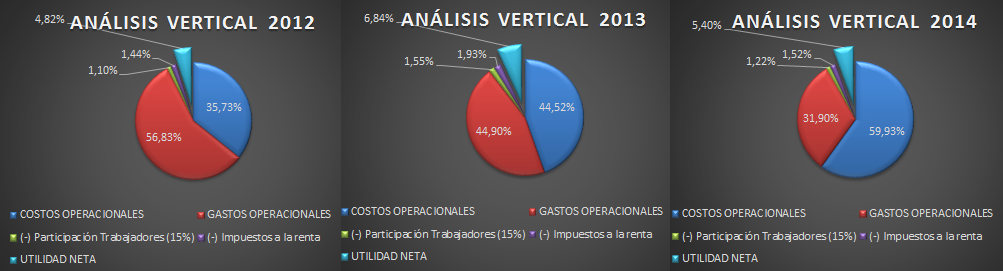 ANÁLISIS VERTICAL 2012
4,82%
1,44%
1,10%
35,73%
56,83%
COSTOS OPERACIONALES
GASTOS OPERACIONALES
(-) Participación Trabajadores (15%)
(-) Impuestos a la renta
UTILIDAD NETA
ANÁLISIS VERTICAL 2013
6,84%
1,93%
1,55%
44,52%
44,90%
COSTOS OPERACIONALES
GASTOS OPERACIONALES
(-) Participación Trabajadores (15%)
(-) Impuestos a la renta
UTILIDAD NETA
ANÁLISIS VERTICAL 2014
5,40%
1,52%
1,22%
31,90%
59,93%
COSTOS OPERACIONALES
GASTOS OPERACIONALES
(-) Participación Trabajadores (15%)
(-) Impuestos a la renta
UTILIDAD NETA